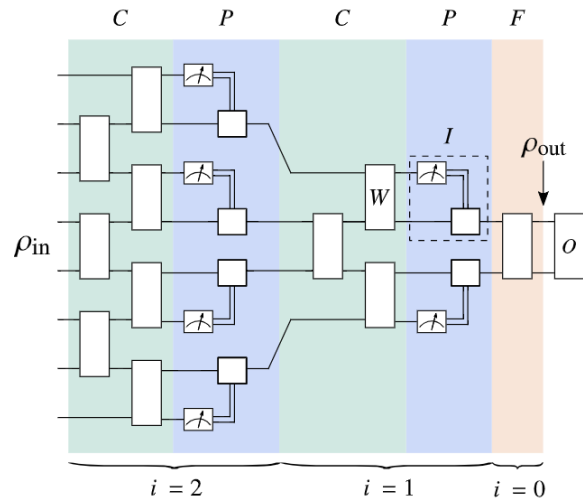 C P C P F
I
ρout
W
ρin
O
i = 2 i = 1 i = 0